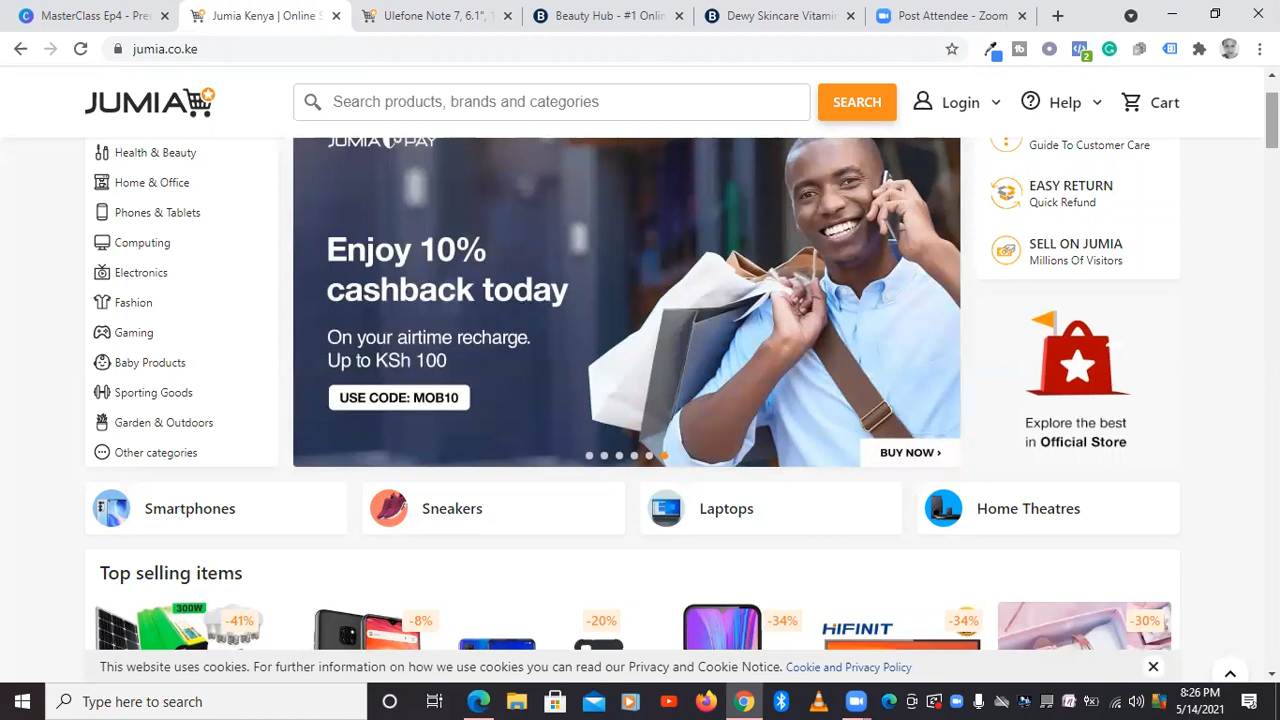 MasterClass Ep4 - Pres
Jumia Kenya | Online S
Ulefone Note 7, 6.1", 1
Beauty Hub - #1 Onlin
Dewy Skincare Vitamin
Post Attendee - Zoom
jumia.co.ke
2
JUMIA
Search products, brands and categories
SEARCH
Login
Help
Cart
Health & Beauty
Home & Office
Phones & Tablets
Computing
Electronics
Fashion
Gaming
Baby Products
Sporting Goods
Garden & Outdoors
Other categories
JUMIA PAY
Enjoy 10%
cashback today
On your airtime recharge.
Up to KSh 100
USE CODE: MOB10
BUY NOW ›
Guide To Customer Care
EASY RETURN
Quick Refund
SELL ON JUMIA
Millions Of Visitors
Explore the best
in Official Store
Smartphones
Sneakers
Laptops
Home Theatres
Top selling items
300W
-41%
-8%
-20%
-34%
HIFINIT
-34%
-30%
This website uses cookies. For further information on how we use cookies you can read our Privacy and Cookie Notice. Cookie and Privacy Policy
Type here to search
8:26 PM
5/14/2021